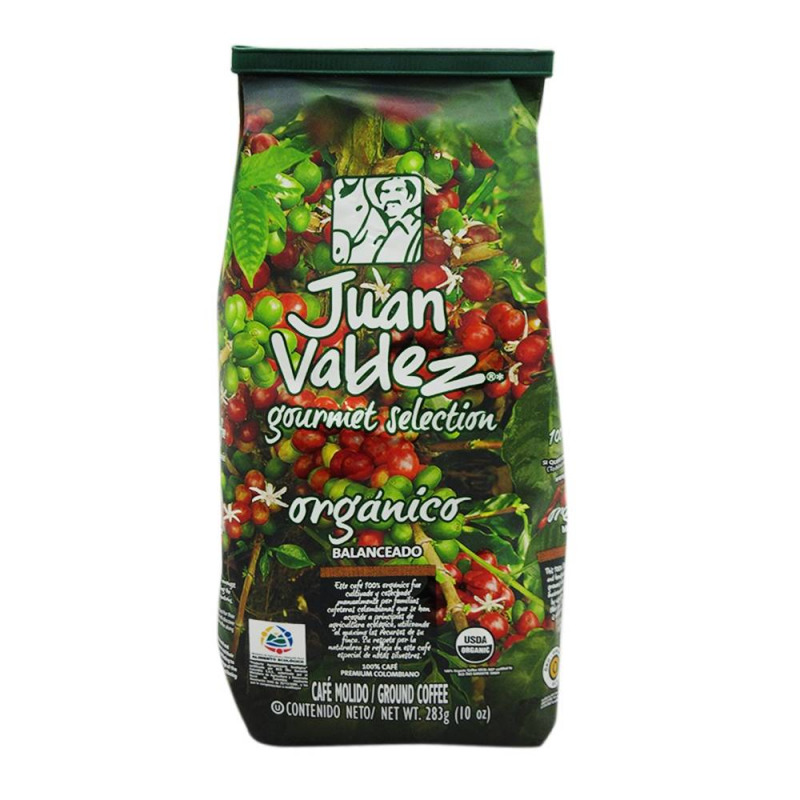 Juan
Valdez ®*
gourmet selection
orgánico
BALANCEADO
Este café 100% orgánico fue
cultivado y cosechado
manualmente por familias
cafeteras colombianas que se han
acogido a principios de
agricultura ecológica, utilizando
al máximo los recursos de su
finca. Su respeto por la
naturaleza se refleja en este café
especial de notas silvestres.
100% CAFÉ
PREMIUM COLOMBIANO
USDA
ORGANIC
ALIMENTO ECOLÓGICO
CAFÉ MOLIDO / GROUND COFFEE
U CONTENIDO NETO/ NET WT. 283g (10 oz)